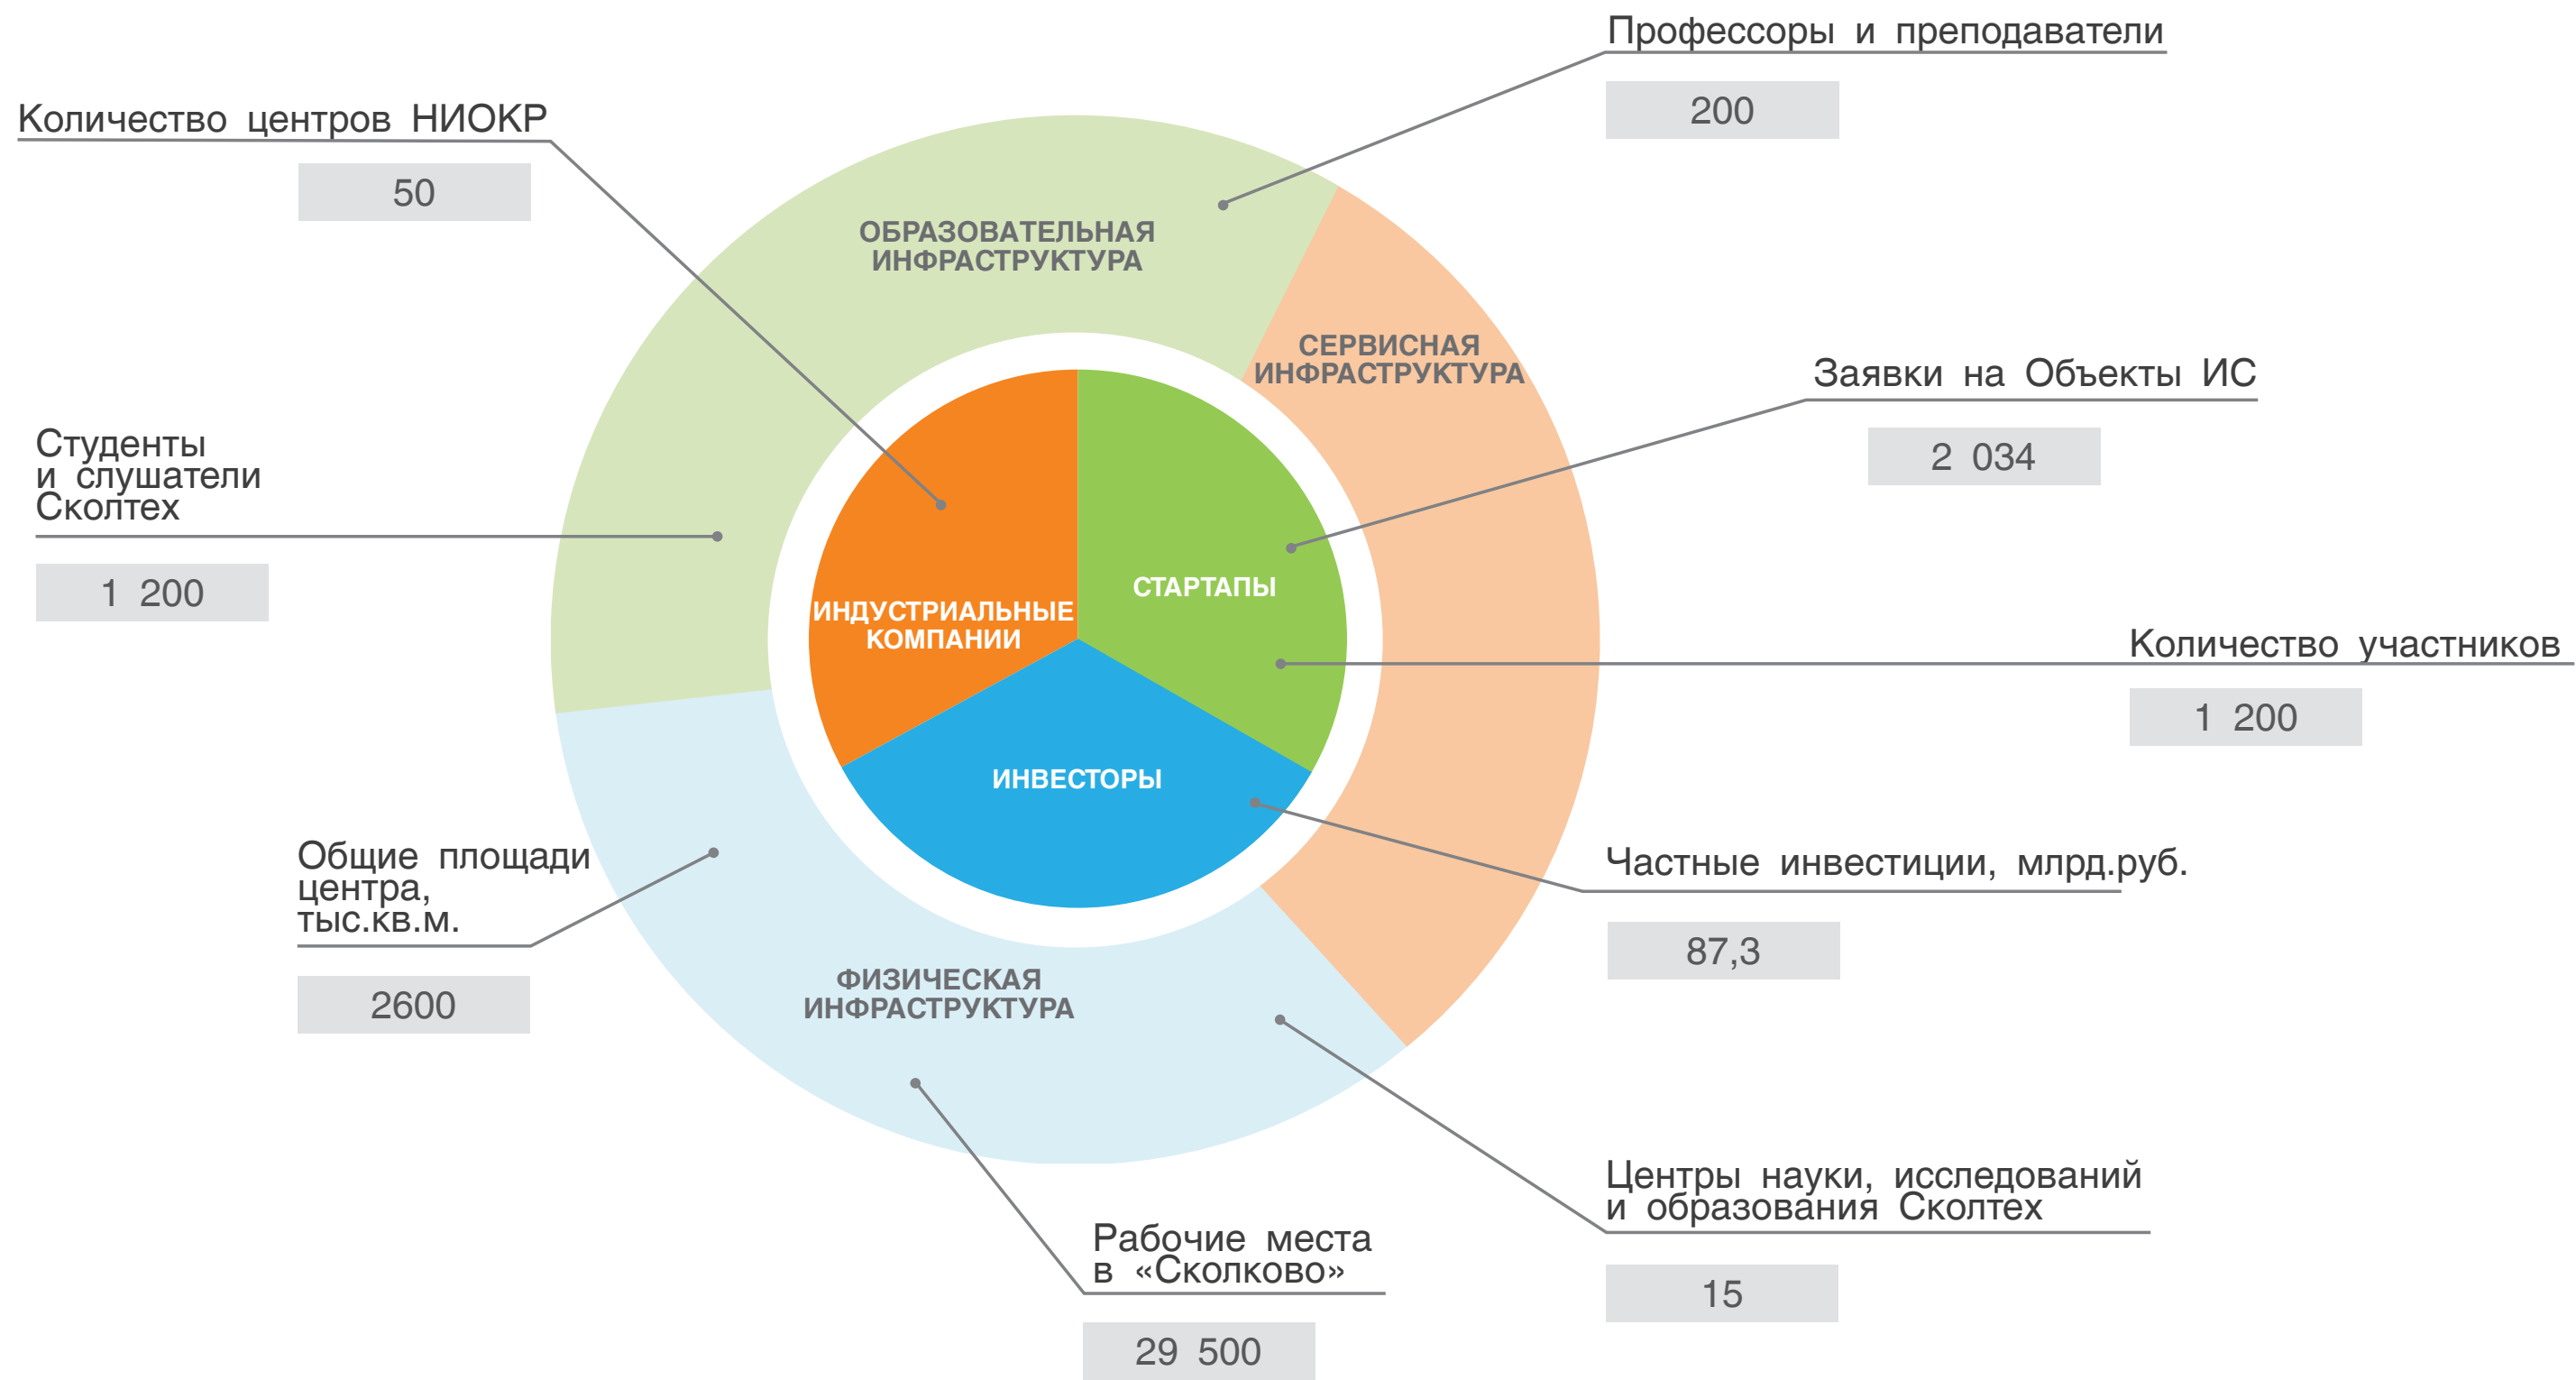 Профессоры и преподаватели
200
Количество центров НИОКР
50
ОБРАЗОВАТЕЛЬНАЯ
ИНФРАСТРУКТУРА
СЕРВИСНАЯ
ИНФРАСТРУКТУРА
Заявки на Объекты ИС
2 034
Студенты
и слушатели
Сколтех
1 200
СТАРТАПЫ
ИНДУСТРИАЛЬНЫЕ
КОМПАНИИ
Количество участников
1 200
ИНВЕСТОРЫ
Общие площади
центра,
тыс.кв.м.
2600
Частные инвестиции, млрд.руб.
87,3
ФИЗИЧЕСКАЯ
ИНФРАСТРУКТУРА
Центры науки, исследований
и образования Сколтех
15
Рабочие места
в «Сколково»
29 500